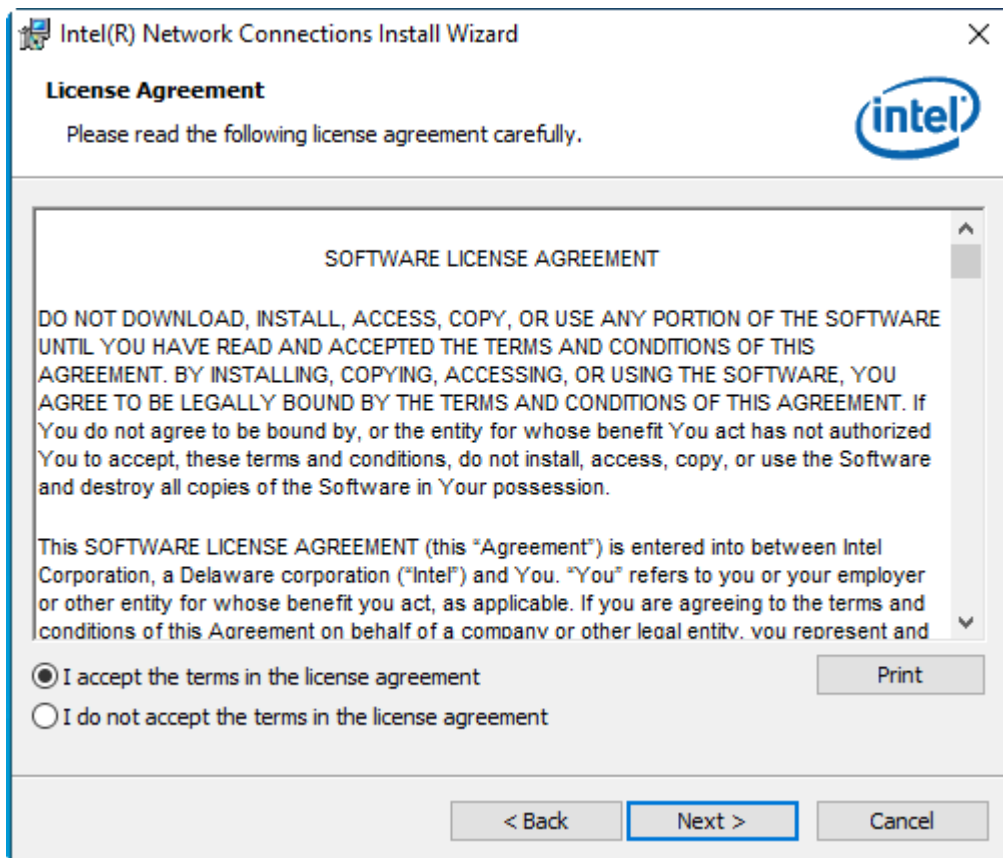 Intel(R) Network Connections Install Wizard
License Agreement
Please read the following license agreement carefully.
intel
SOFTWARE LICENSE AGREEMENT
DO NOT DOWNLOAD, INSTALL, ACCESS, COPY, OR USE ANY PORTION OF THE SOFTWARE
UNTIL YOU HAVE READ AND ACCEPTED THE TERMS AND CONDITIONS OF THIS
AGREEMENT. BY INSTALLING, COPYING, ACCESSING, OR USING THE SOFTWARE, YOU
AGREE TO BE LEGALLY BOUND BY THE TERMS AND CONDITIONS OF THIS AGREEMENT. If
You do not agree to be bound by, or the entity for whose benefit You act has not authorized
You to accept, these terms and conditions, do not install, access, copy, or use the Software
and destroy all copies of the Software in Your possession.
This SOFTWARE LICENSE AGREEMENT (this “Agreement”) is entered into between Intel
Corporation, a Delaware corporation (“Intel”) and You. “You” refers to you or your employer
or other entity for whose benefit you act, as applicable. If you are agreeing to the terms and
conditions of this Agreement on behalf of a company or other legal entity, you represent and
I accept the terms in the license agreement
Print
I do not accept the terms in the license agreement
< Back
Next >
Cancel